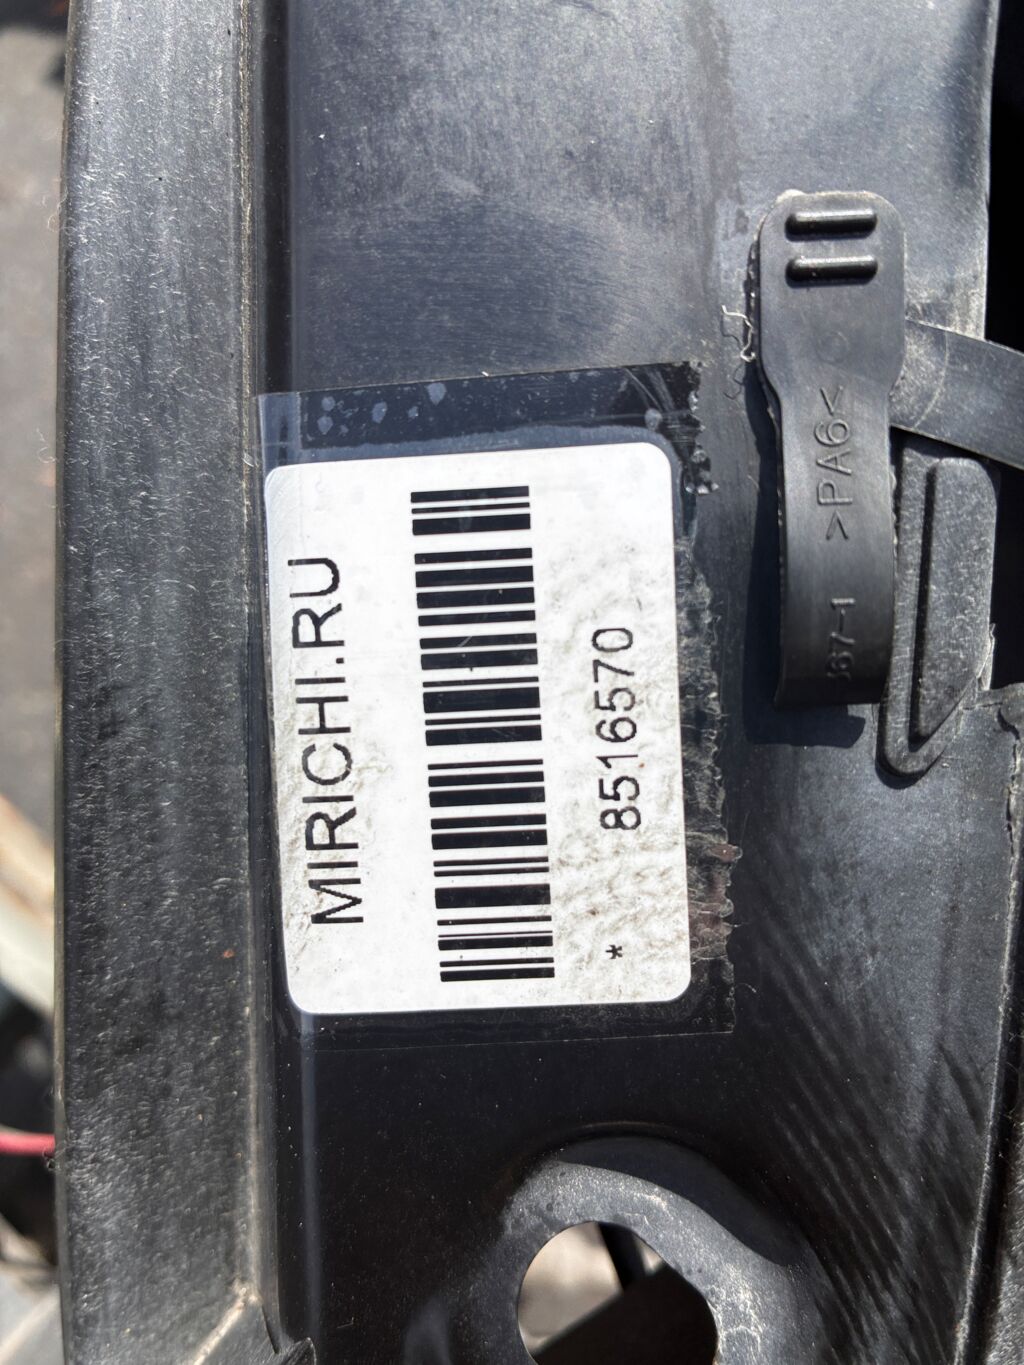 MIRICHI.RU
* 8516570
>PA6<